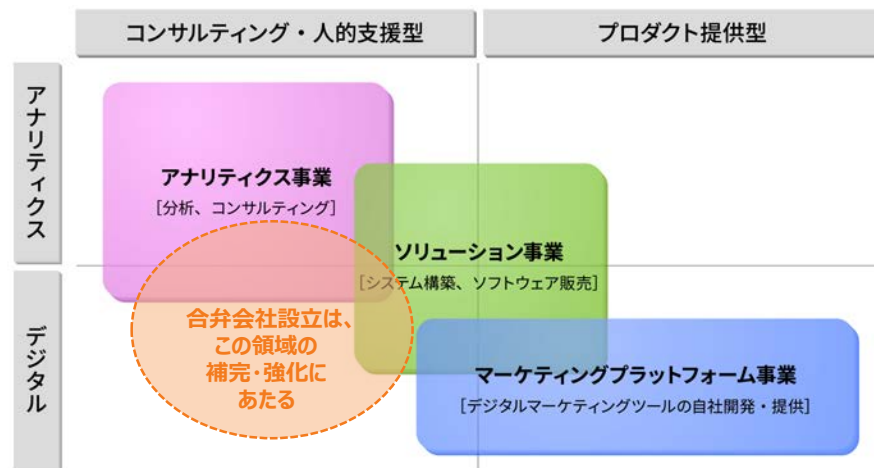 コンサルティング・人的支援型
プロダクト提供型
アナリティクス
アナリティクス事業
[分析、コンサルティング]
ソリューション事業
[システム構築、ソフトウェア販売]
デジタル
合弁会社設立は、
この領域の
補完・強化に
あたる
マーケティングプラットフォーム事業
[デジタルマーケティングツールの自社開発・提供]